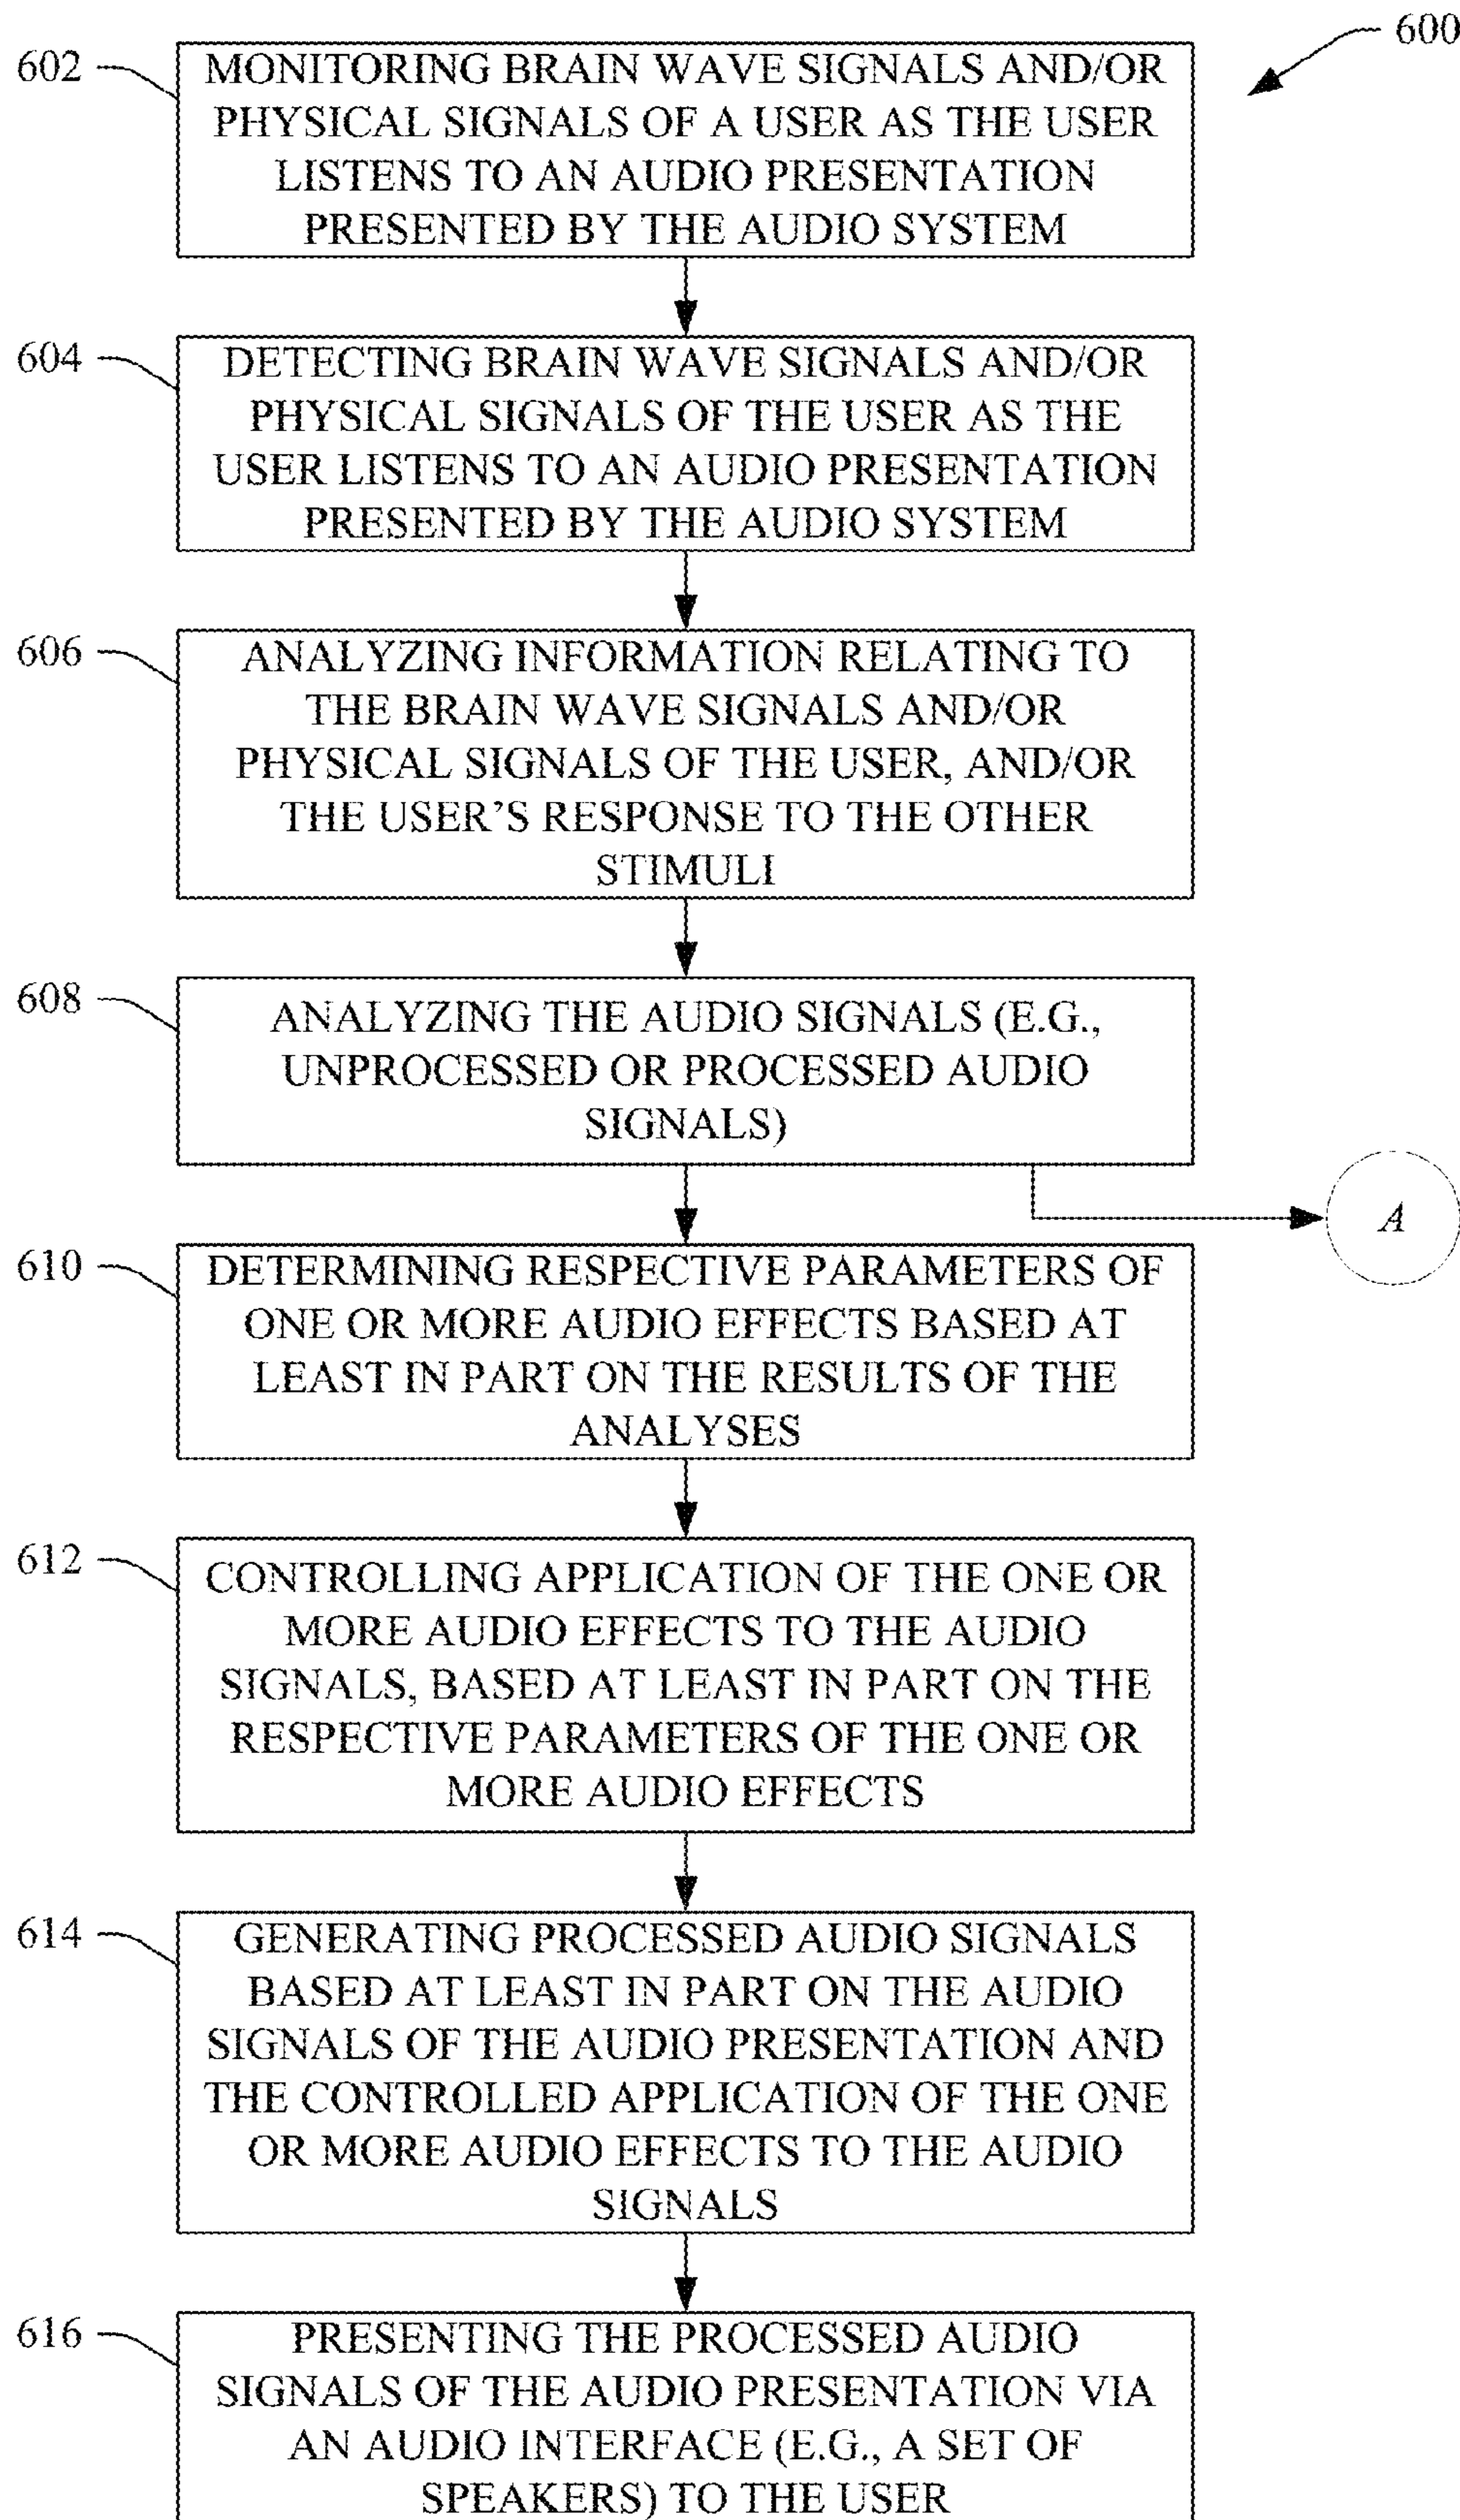 600
602
MONITORING BRAIN WAVE SIGNALS AND/OR
PHYSICAL SIGNALS OF A USER AS THE USER
LISTENS TO AN AUDIO PRESENTATION
PRESENTED BY THE AUDIO SYSTEM
604
DETECTING BRAIN WAVE SIGNALS AND/OR
PHYSICAL SIGNALS OF THE USER AS THE
USER LISTENS TO AN AUDIO PRESENTATION
PRESENTED BY THE AUDIO SYSTEM
606
ANALYZING INFORMATION RELATING TO
THE BRAIN WAVE SIGNALS AND/OR
PHYSICAL SIGNALS OF THE USER, AND/OR
THE USER'S RESPONSE TO THE OTHER
STIMULI
608
ANALYZING THE AUDIO SIGNALS (E.G.,
UNPROCESSED OR PROCESSED AUDIO
SIGNALS)
A
610
DETERMINING RESPECTIVE PARAMETERS OF
ONE OR MORE AUDIO EFFECTS BASED AT
LEAST IN PART ON THE RESULTS OF THE
ANALYSES
612
CONTROLLING APPLICATION OF THE ONE OR
MORE AUDIO EFFECTS TO THE AUDIO
SIGNALS, BASED AT LEAST IN PART ON THE
RESPECTIVE PARAMETERS OF THE ONE OR
MORE AUDIO EFFECTS
614
GENERATING PROCESSED AUDIO SIGNALS
BASED AT LEAST IN PART ON THE AUDIO
SIGNALS OF THE AUDIO PRESENTATION AND
THE CONTROLLED APPLICATION OF THE ONE
OR MORE AUDIO EFFECTS TO THE AUDIO
SIGNALS
616
PRESENTING THE PROCESSED AUDIO
SIGNALS OF THE AUDIO PRESENTATION VIA
AN AUDIO INTERFACE (E.G., A SET OF
SPEAKERS) TO THE USER